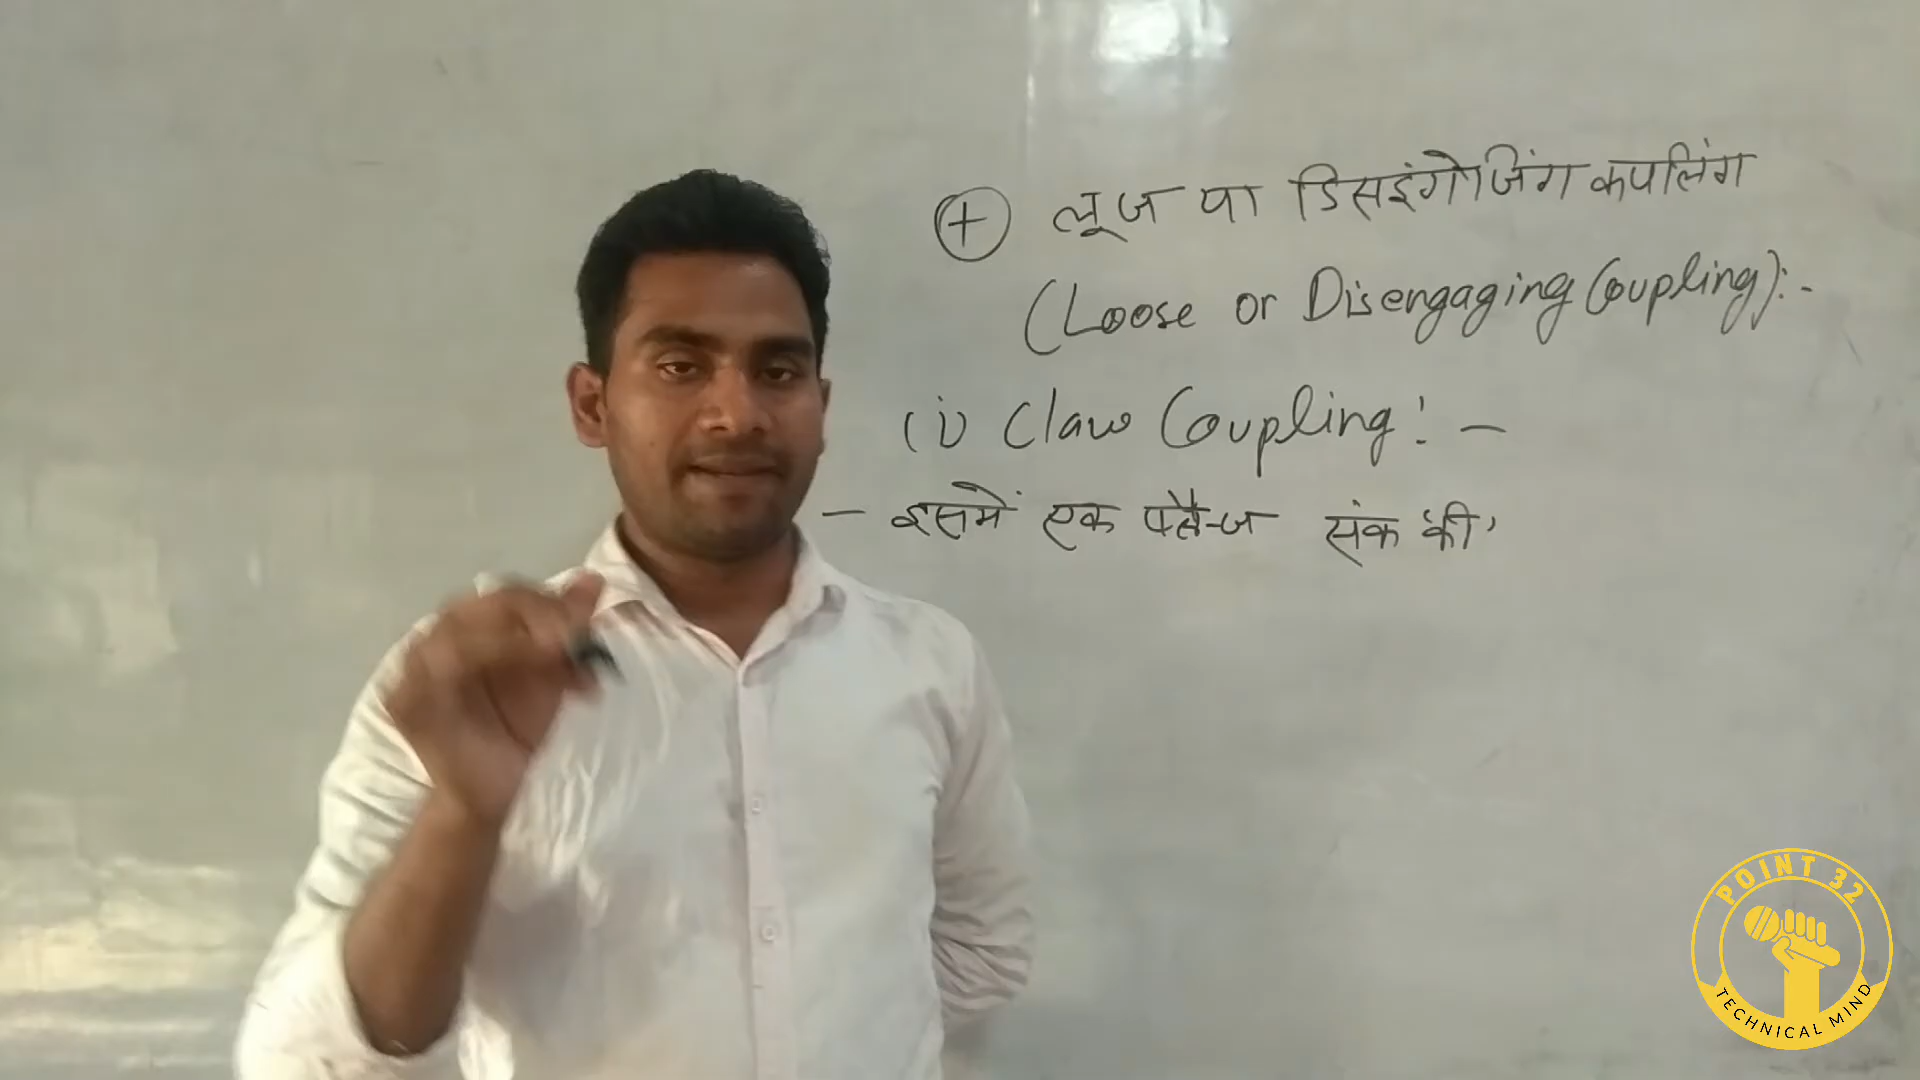 + लूज या डिसइंगेजिंग कपलिंग
(Loose or Disengaging Coupling):-
(i) Claw Coupling:-
- इसमें एक फ्लैन्ज संक की,
POINT 32
TECHNICAL MIND